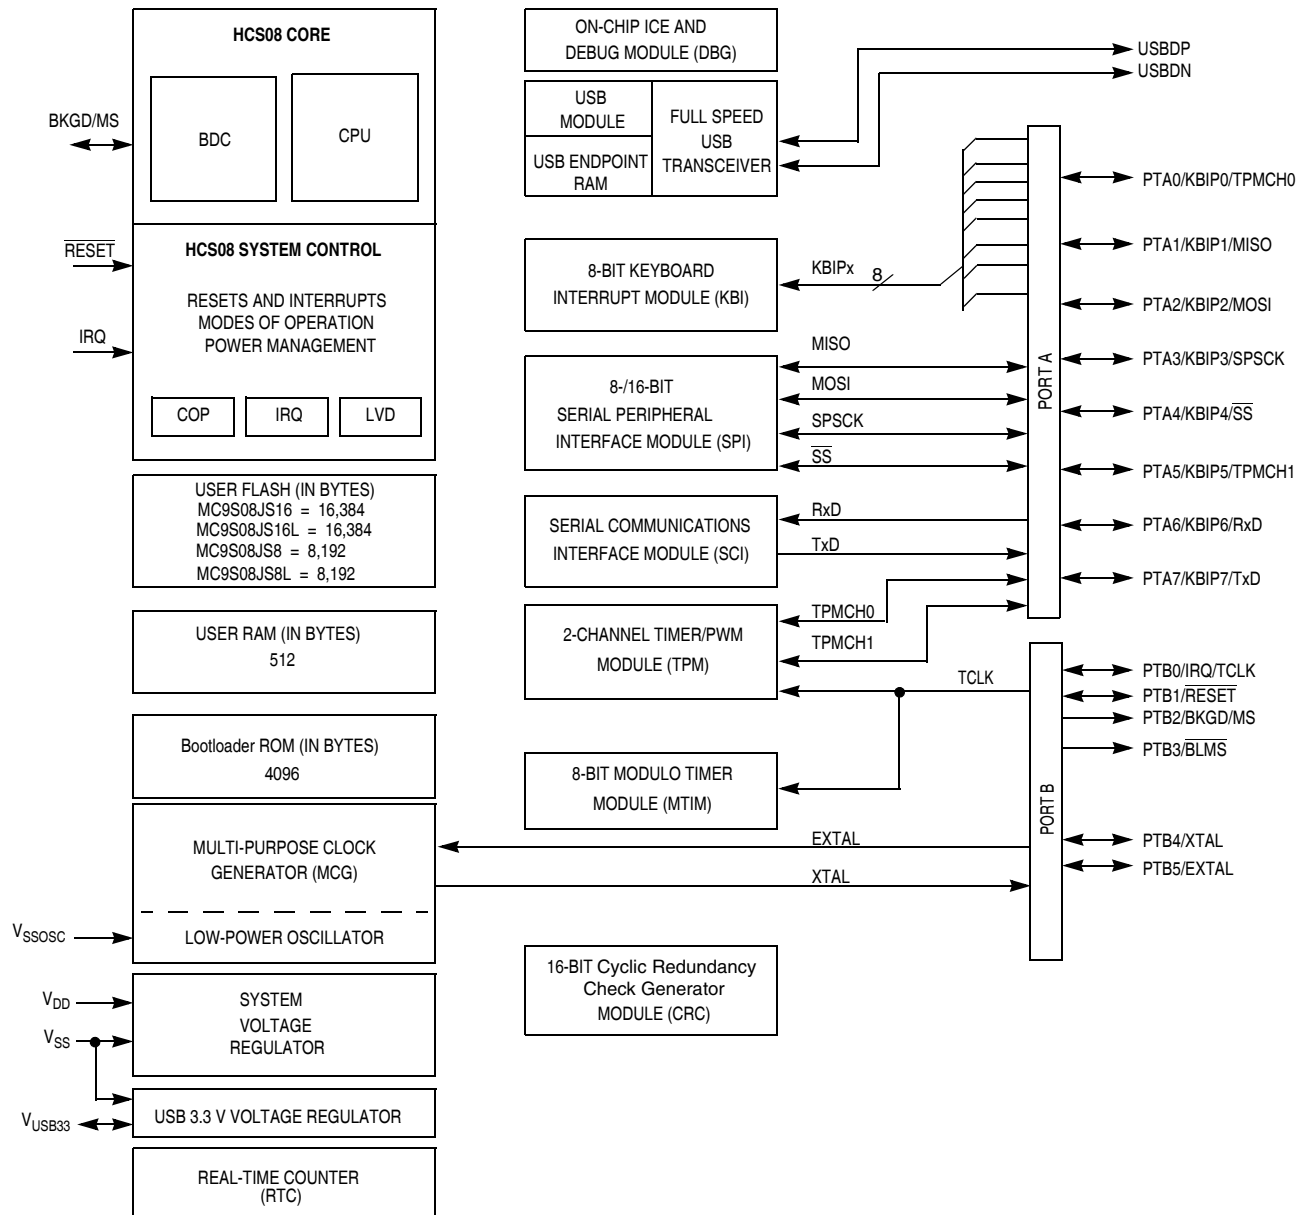 HCS08 CORE
BDC
CPU
BKGD/MS
RESET
HCS08 SYSTEM CONTROL
RESETS AND INTERRUPTS
MODES OF OPERATION
POWER MANAGEMENT
IRQ
COP
IRQ
LVD
USER FLASH (IN BYTES)
MC9S08JS16 = 16,384
MC9S08JS16L = 16,384
MC9S08JS8 = 8,192
MC9S08JS8L = 8,192
USER RAM (IN BYTES)
512
Bootloader ROM (IN BYTES)
4096
MULTI-PURPOSE CLOCK
GENERATOR (MCG)
LOW-POWER OSCILLATOR
VSSOSC
VDD
VSS
SYSTEM
VOLTAGE
REGULATOR
VUSB33
USB 3.3 V VOLTAGE REGULATOR
REAL-TIME COUNTER
(RTC)
ON-CHIP ICE AND
DEBUG MODULE (DBG)
USB
MODULE
USB ENDPOINT
RAM
FULL SPEED
USB
TRANSCEIVER
8-BIT KEYBOARD
INTERRUPT MODULE (KBI)
KBIPx
8
8-/16-BIT
SERIAL PERIPHERAL
INTERFACE MODULE (SPI)
MISO
MOSI
SPSCK
SS
SERIAL COMMUNICATIONS
INTERFACE MODULE (SCI)
RxD
TxD
2-CHANNEL TIMER/PWM
MODULE (TPM)
TPMCH0
TPMCH1
TCLK
8-BIT MODULO TIMER
MODULE (MTIM)
EXTAL
XTAL
16-BIT Cyclic Redundancy
Check Generator
MODULE (CRC)
USBDP
USBDN
PORT A
PTA0/KBIP0/TPMCH0
PTA1/KBIP1/MISO
PTA2/KBIP2/MOSI
PTA3/KBIP3/SPSCK
PTA4/KBIP4/SS
PTA5/KBIP5/TPMCH1
PTA6/KBIP6/RxD
PTA7/KBIP7/TxD
PORT B
PTB0/IRQ/TCLK
PTB1/RESET
PTB2/BKGD/MS
PTB3/BLMS
PTB4/XTAL
PTB5/EXTAL